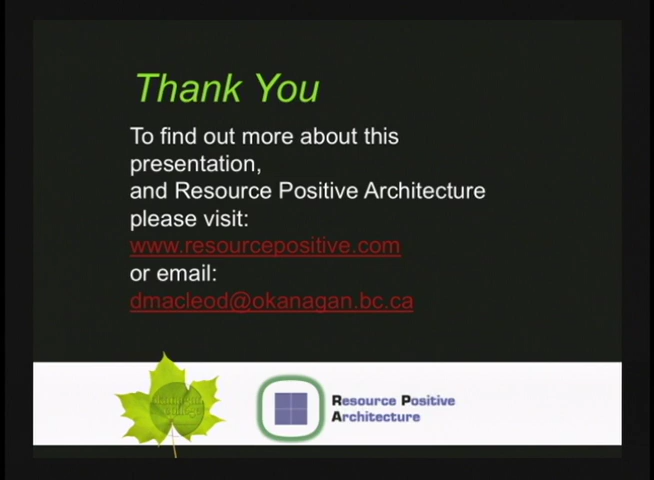 Thank You
To find out more about this
presentation,
and Resource Positive Architecture
please visit:
www.resourcepositive.com
or email:
dmacleod@okanagan.bc.ca
Resource Positive
Architecture